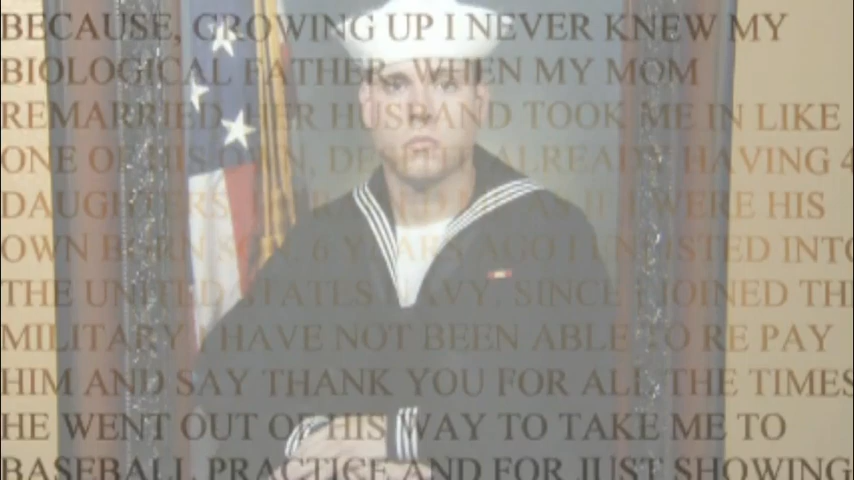 BECAUSE, GROWING UP I NEVER KNEW MY
BIOLOGICAL FATHER. WHEN MY MOM
REMARRIED, HER HUSBAND TOOK ME IN LIKE
ONE OF HIS OWN, DESPITE ALREADY HAVING 4
DAUGHTERS AS IF I WERE HIS
OWN BORN SON. 6 YEARS AGO I ENLISTED INTO
THE UNITED STATES NAVY, SINCE I JOINED THE
MILITARY I HAVE NOT BEEN ABLE TO RE PAY
HIM AND SAY THANK YOU FOR ALL THE TIMES
HE WENT OUT OF HIS WAY TO TAKE ME TO
BASEBALL PRACTICE AND FOR JUST SHOWING